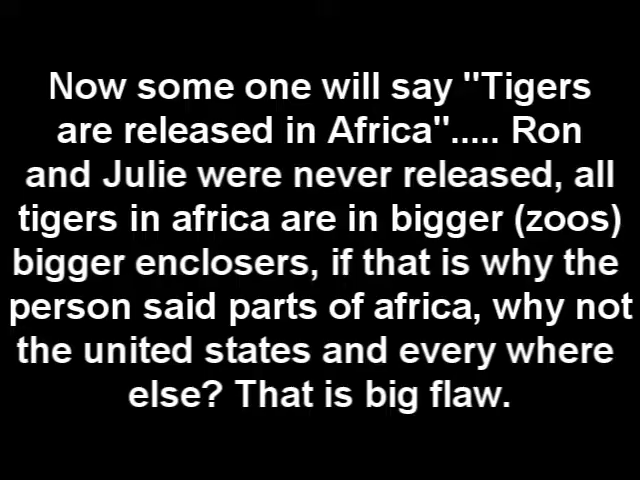 Now some one will say "Tigers
are released in Africa"..... Ron
and Julie were never released, all
tigers in africa are in bigger (zoos)
bigger enclosers, if that is why the
person said parts of africa, why not
the united states and every where
else? That is big flaw.